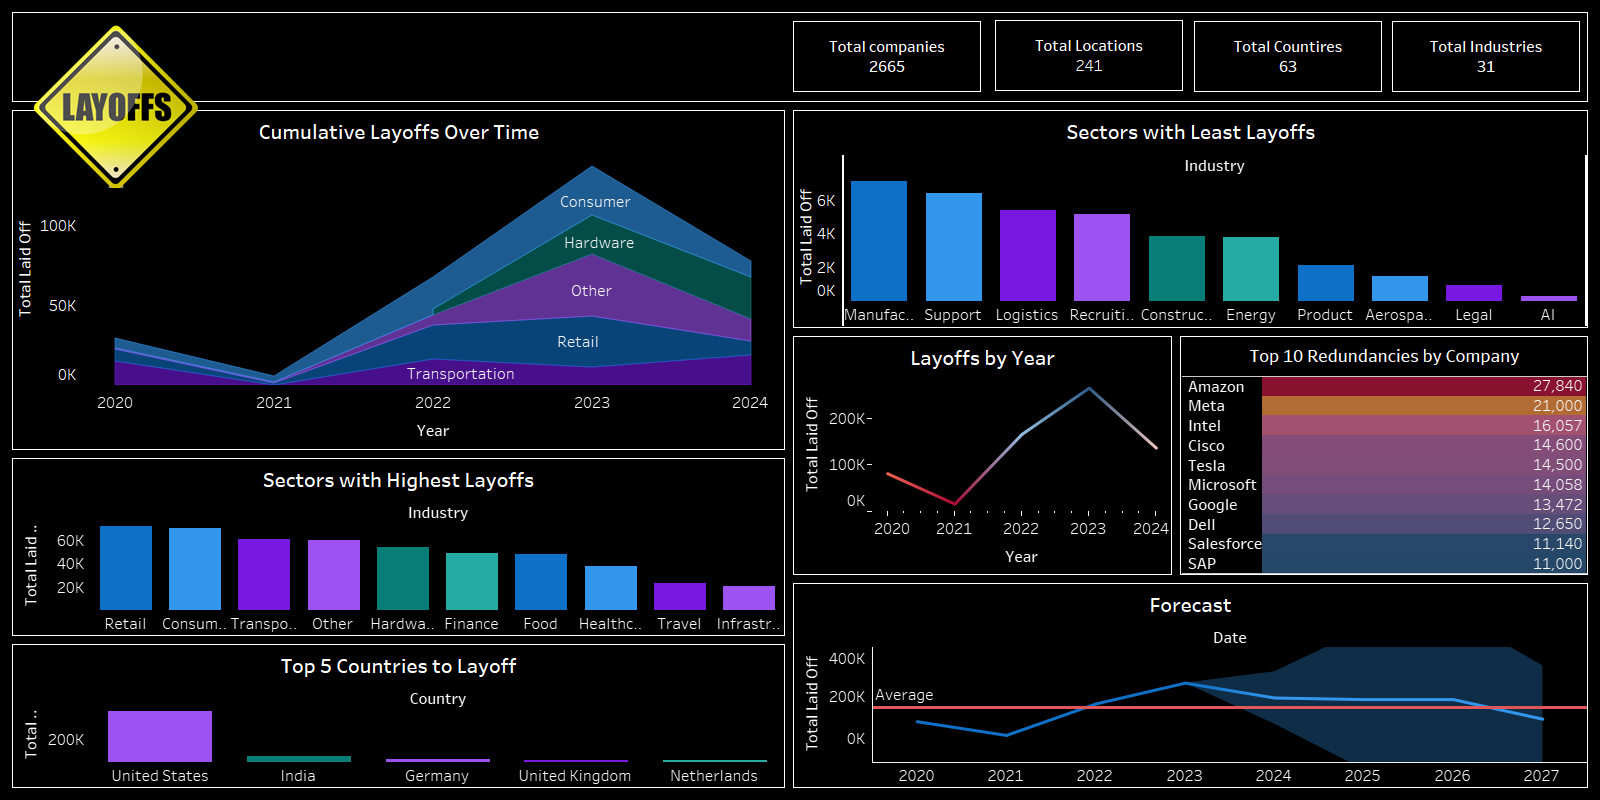 LAYOFFS
Total companies
2665
Total Locations
241
Total Countires
63
Total Industries
31
Cumulative Layoffs Over Time
Total Laid Off
100K
50K
0K
Consumer
Hardware
Other
Retail
Transportation
2020 2021 2022 2023 2024
Year
Sectors with Least Layoffs
Industry
Total Laid Off
6K
4K
2K
0K
Manufac.. Support Logistics Recruiti.. Construc.. Energy Product Aerospa.. Legal AI
Sectors with Highest Layoffs
Industry
Total Laid ..
60K
40K
20K
Retail Consum.. Transpo.. Other Hardwa.. Finance Food Healthc.. Travel Infrastr..
Layoffs by Year
Total Laid Off
200K
100K
0K
2020 2021 2022 2023 2024
Year
Top 10 Redundancies by Company
Amazon 27,840
Meta 21,000
Intel 16,057
Cisco 14,600
Tesla 14,500
Microsoft 14,058
Google 13,472
Dell 12,650
Salesforce 11,140
SAP 11,000
Top 5 Countries to Layoff
Country
Total ..
200K
United States India Germany United Kingdom Netherlands
Forecast
Date
Total Laid Off
400K
200K
0K
Average
2020 2021 2022 2023 2024 2025 2026 2027